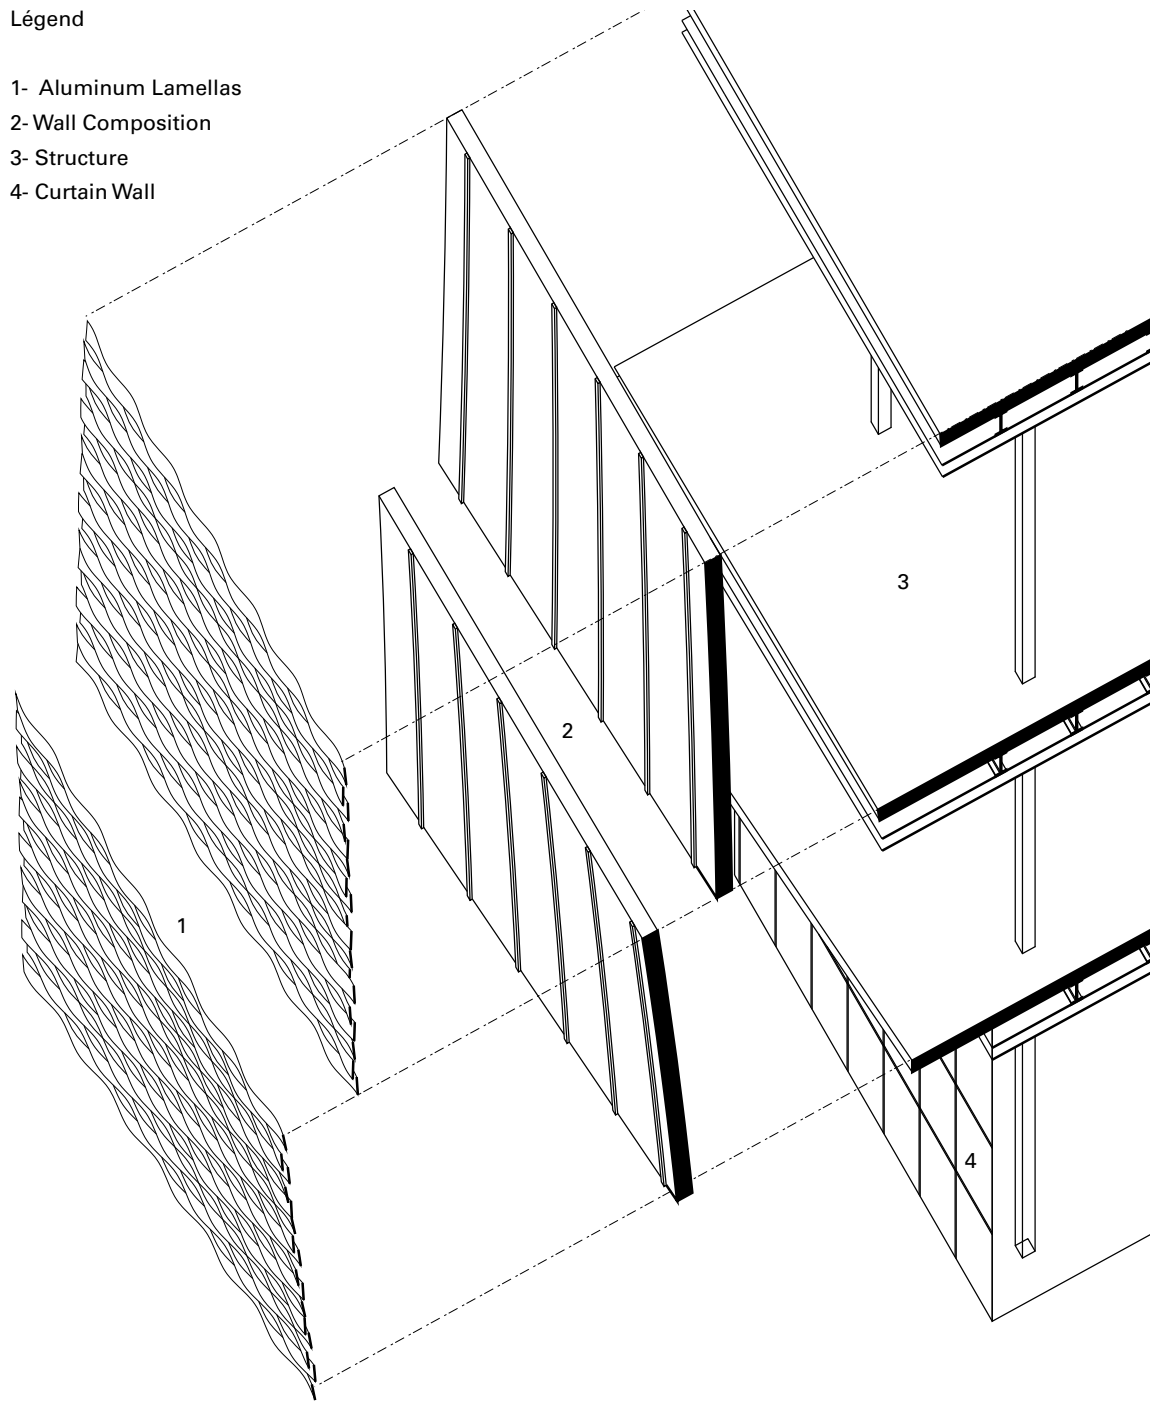 Légend
1- Aluminum Lamellas
2- Wall Composition
3- Structure
4- Curtain Wall
3
2
1
4